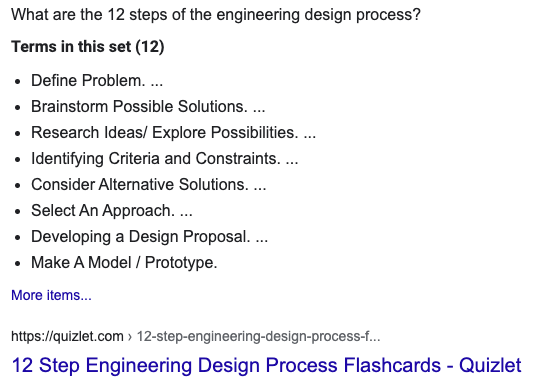 What are the 12 steps of the engineering design process?
Terms in this set (12)
• Define Problem. ...
• Brainstorm Possible Solutions. ...
• Research Ideas/ Explore Possibilities. ...
• Identifying Criteria and Constraints. ...
• Consider Alternative Solutions. ...
• Select An Approach. ...
• Developing a Design Proposal. ...
• Make A Model / Prototype.
More items...
https://quizlet.com › 12-step-engineering-design-process-f...
12 Step Engineering Design Process Flashcards - Quizlet